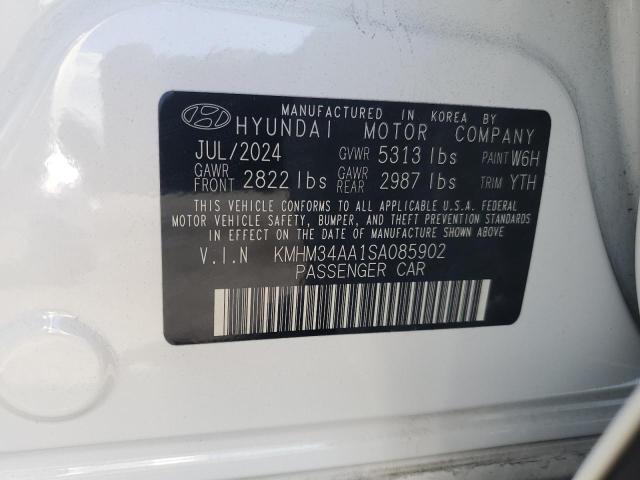 MANUFACTURED IN KOREA BY
HYUNDAI MOTOR COMPANY
JUL/2024 GVWR 5313 lbs PAINT W6H
GAWR FRONT 2822 lbs GAWR REAR 2987 lbs TRIM YTH
THIS VEHICLE CONFORMS TO ALL APPLICABLE U.S.A. FEDERAL
MOTOR VEHICLE SAFETY, BUMPER, AND THEFT PREVENTION STANDARDS
IN EFFECT ON THE DATE OF MANUFACTURE SHOWN ABOVE
V.I.N KMHM34AA1SA085902
PASSENGER CAR